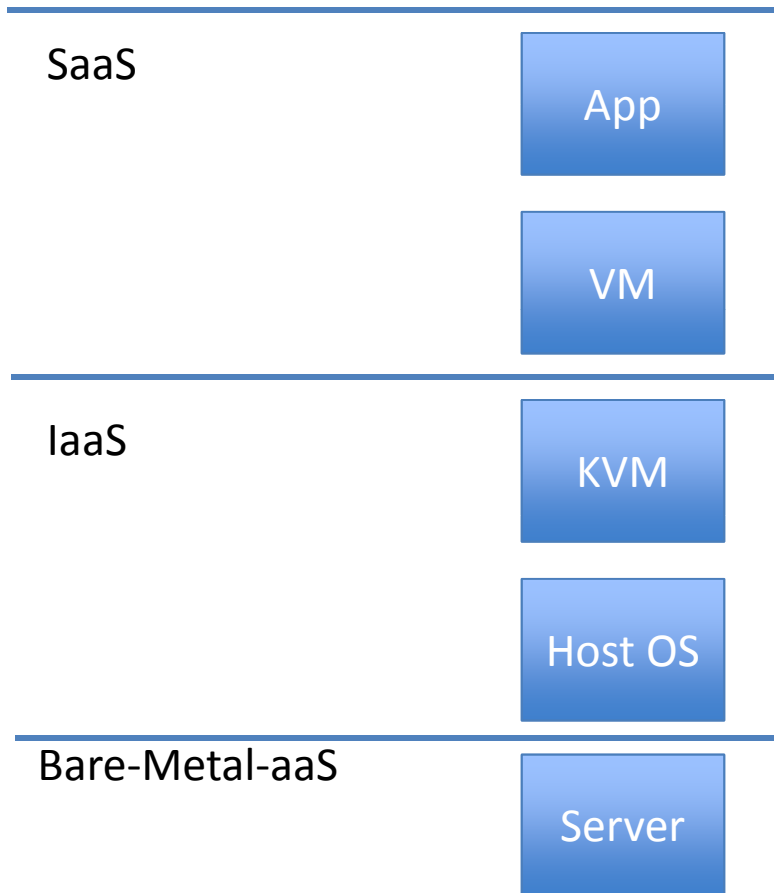 SaaS
App
VM
IaaS
KVM
Host OS
Bare-Metal-aaS
Server